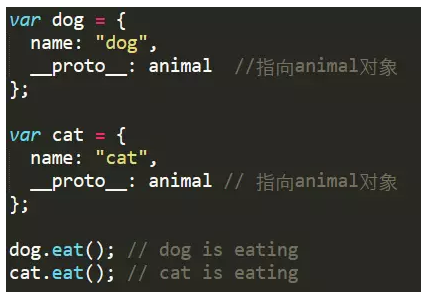 var dog = {
  name: "dog",
  __proto__: animal  //指向animal对象
};

var cat = {
  name: "cat",
  __proto__: animal // 指向animal对象
};

dog.eat(); // dog is eating
cat.eat(); // cat is eating